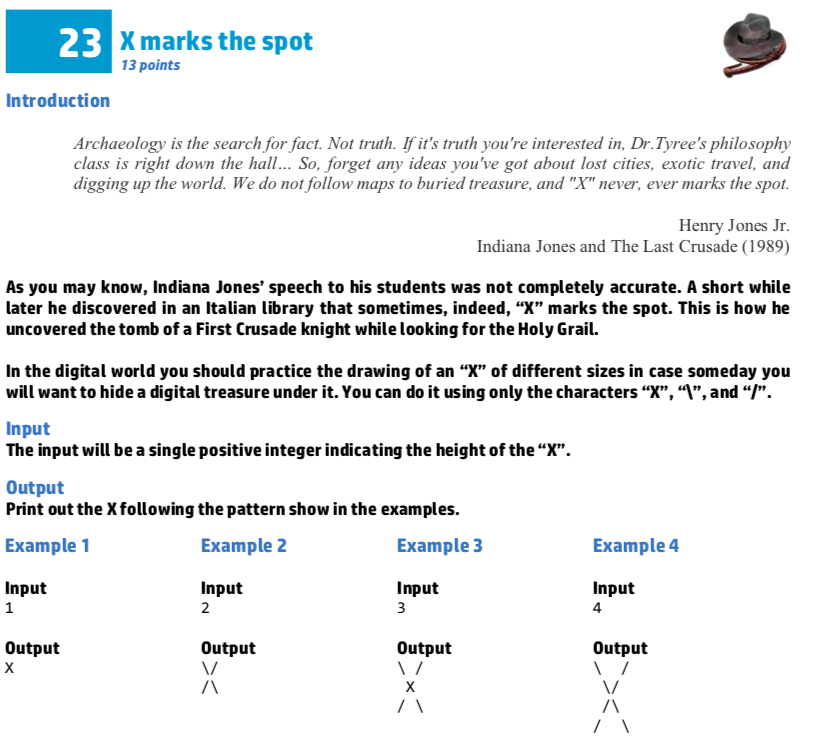 23 X marks the spot
13 points
Introduction
Archaeology is the search for fact. Not truth. If it's truth you're interested in, Dr.Tyree's philosophy
class is right down the hall… So, forget any ideas you've got about lost cities, exotic travel, and
digging up the world. We do not follow maps to buried treasure, and "X" never, ever marks the spot.
Henry Jones Jr.
Indiana Jones and The Last Crusade (1989)
As you may know, Indiana Jones’ speech to his students was not completely accurate. A short while
later he discovered in an Italian library that sometimes, indeed, “X” marks the spot. This is how he
uncovered the tomb of a First Crusade knight while looking for the Holy Grail.
In the digital world you should practice the drawing of an “X” of different sizes in case someday you
will want to hide a digital treasure under it. You can do it using only the characters “X”, “\”, and “/”.
Input
The input will be a single positive integer indicating the height of the “X”.
Output
Print out the X following the pattern show in the examples.
Example 1
Input
1
Output
X
Example 2
Input
2
Output
\/
/\
Example 3
Input
3
Output
\ /
 X
/ \
Example 4
Input
4
Output
\  /
 \/
 /\
/  \